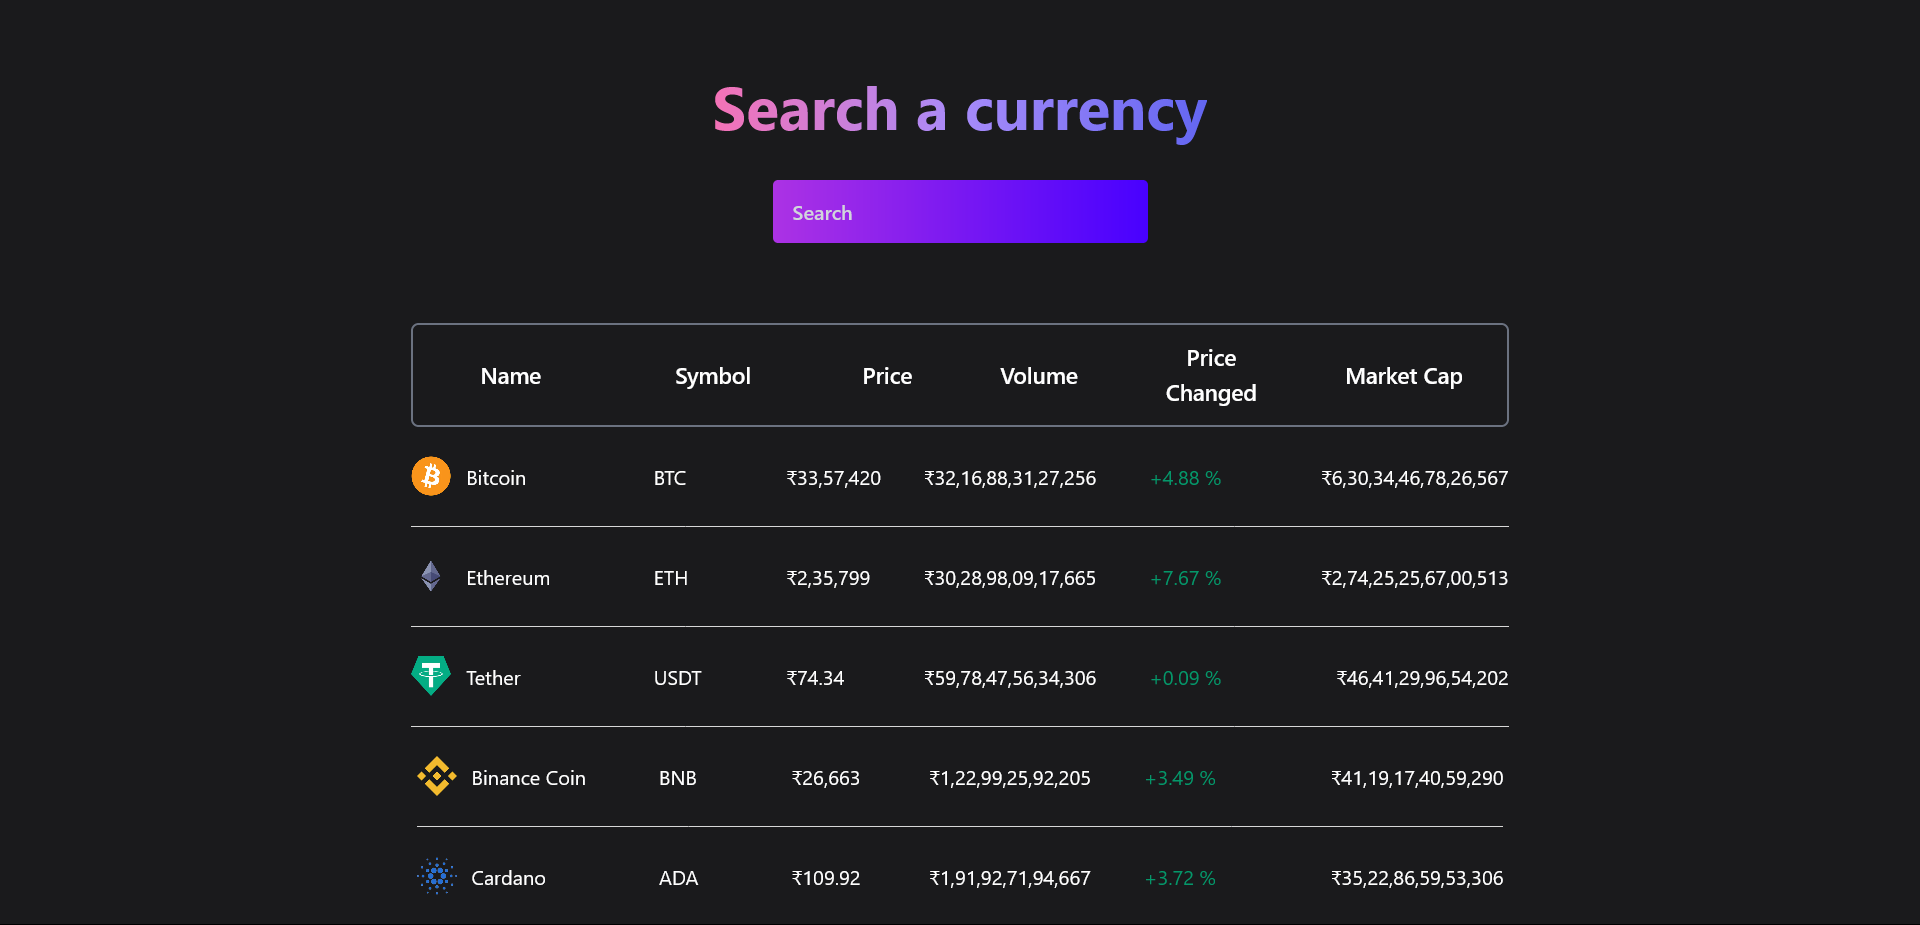 Search a currency
Search
Name Symbol Price Volume Price Changed Market Cap
Bitcoin BTC ₹33,57,420 ₹32,16,88,31,27,256 +4.88 % ₹6,30,34,46,78,26,567
Ethereum ETH ₹2,35,799 ₹30,28,98,09,17,665 +7.67 % ₹2,74,25,25,67,00,513
Tether USDT ₹74.34 ₹59,78,47,56,34,306 +0.09 % ₹46,41,29,96,54,202
Binance Coin BNB ₹26,663 ₹1,22,99,25,92,205 +3.49 % ₹41,19,17,40,59,290
Cardano ADA ₹109.92 ₹1,91,92,71,94,667 +3.72 % ₹35,22,86,59,53,306